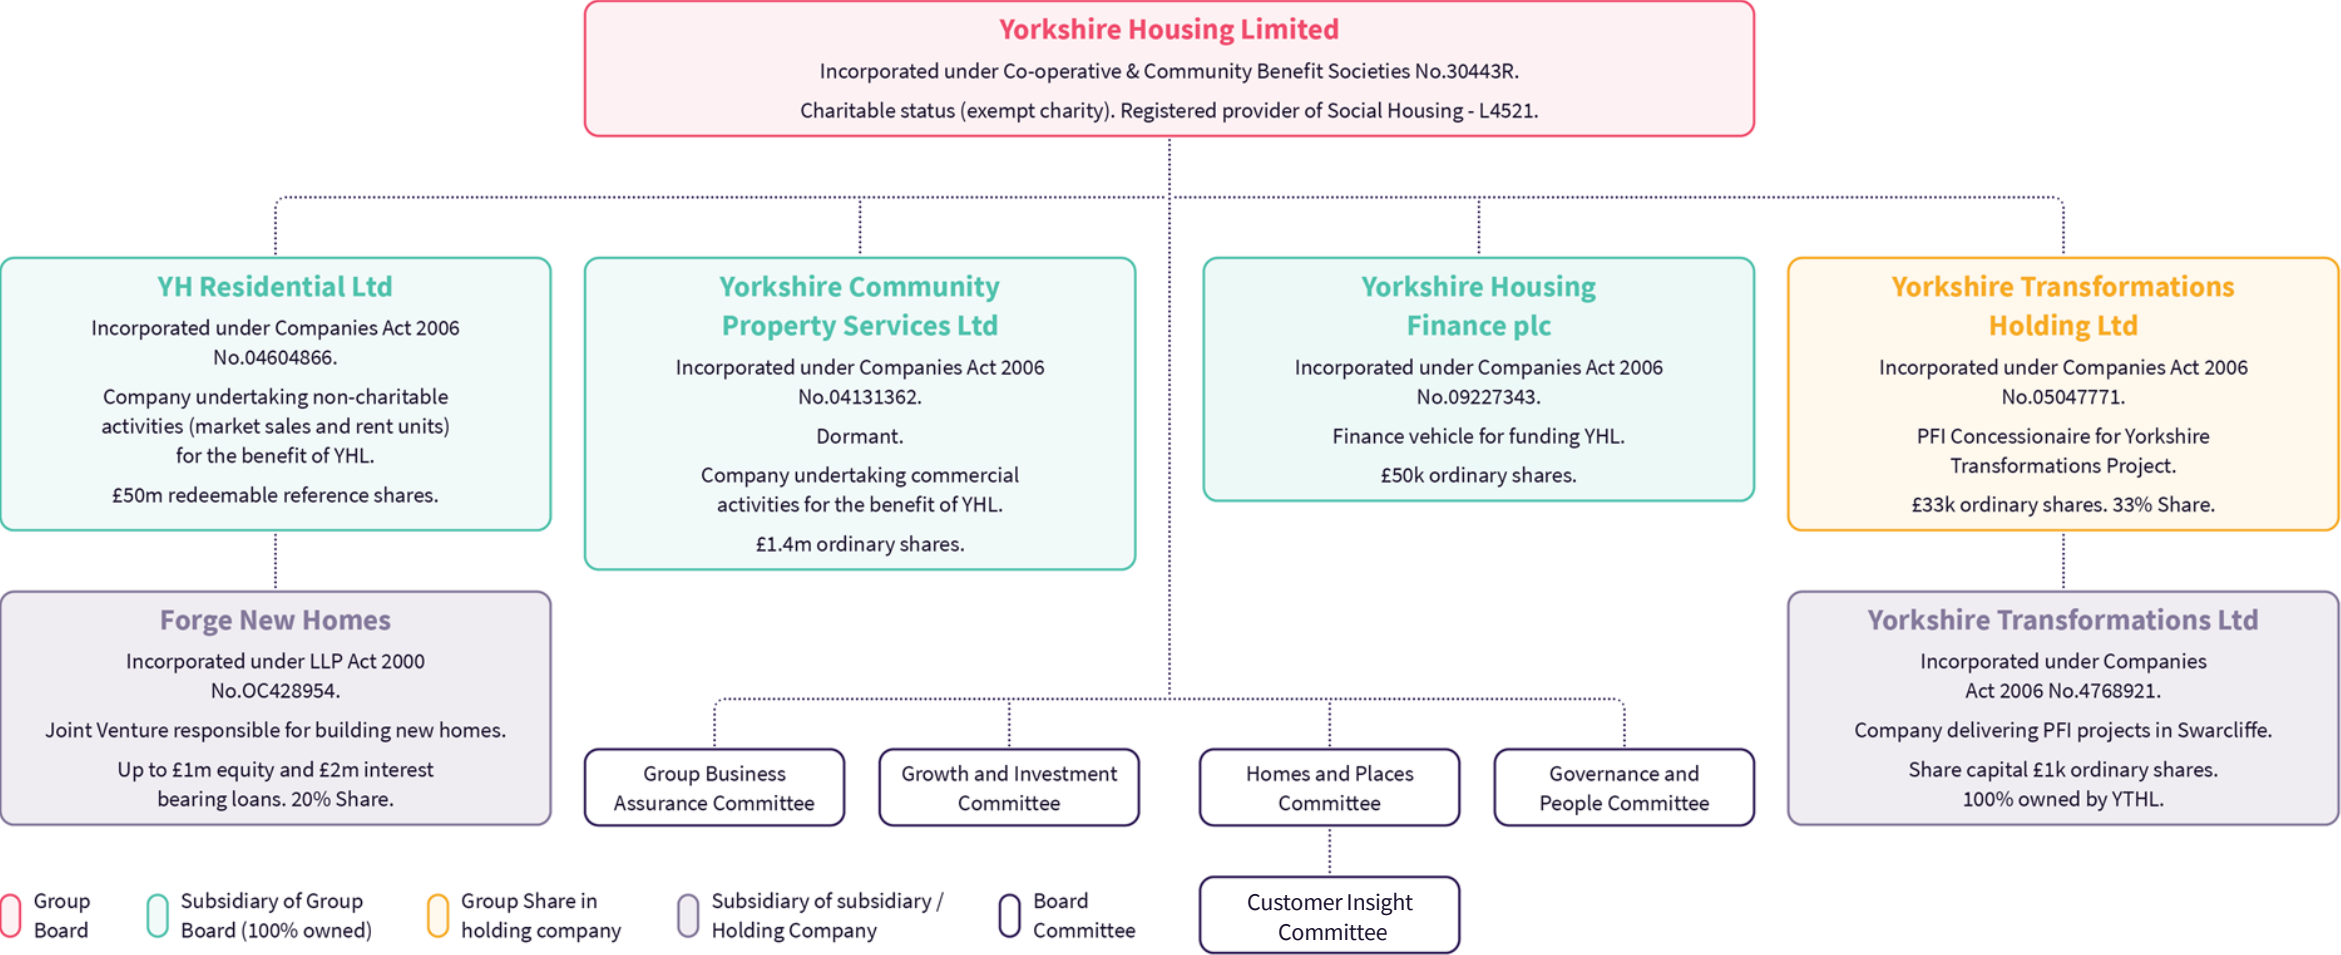 Yorkshire Housing Limited
Incorporated under Co-operative & Community Benefit Societies No.30443R.
Charitable status (exempt charity). Registered provider of Social Housing - L4521.
YH Residential Ltd
Incorporated under Companies Act 2006
No.04604866.
Company undertaking non-charitable
activities (market sales and rent units)
for the benefit of YHL.
£50m redeemable reference shares.
Yorkshire Community
Property Services Ltd
Incorporated under Companies Act 2006
No.04131362.
Dormant.
Company undertaking commercial
activities for the benefit of YHL.
£1.4m ordinary shares.
Yorkshire Housing
Finance plc
Incorporated under Companies Act 2006
No.09227343.
Finance vehicle for funding YHL.
£50k ordinary shares.
Yorkshire Transformations
Holding Ltd
Incorporated under Companies Act 2006
No.05047771.
PFI Concessionaire for Yorkshire
Transformations Project.
£33k ordinary shares. 33% Share.
Forge New Homes
Incorporated under LLP Act 2000
No.OC428954.
Joint Venture responsible for building new homes.
Up to £1m equity and £2m interest
bearing loans. 20% Share.
Yorkshire Transformations Ltd
Incorporated under Companies
Act 2006 No.4768921.
Company delivering PFI projects in Swarcliffe.
Share capital £1k ordinary shares.
100% owned by YTHL.
Group Business
Assurance Committee
Growth and Investment
Committee
Homes and Places
Committee
Governance and
People Committee
Customer Insight
Committee
Group
Board
Subsidiary of Group
Board (100% owned)
Group Share in
holding company
Subsidiary of subsidiary /
Holding Company
Board
Committee